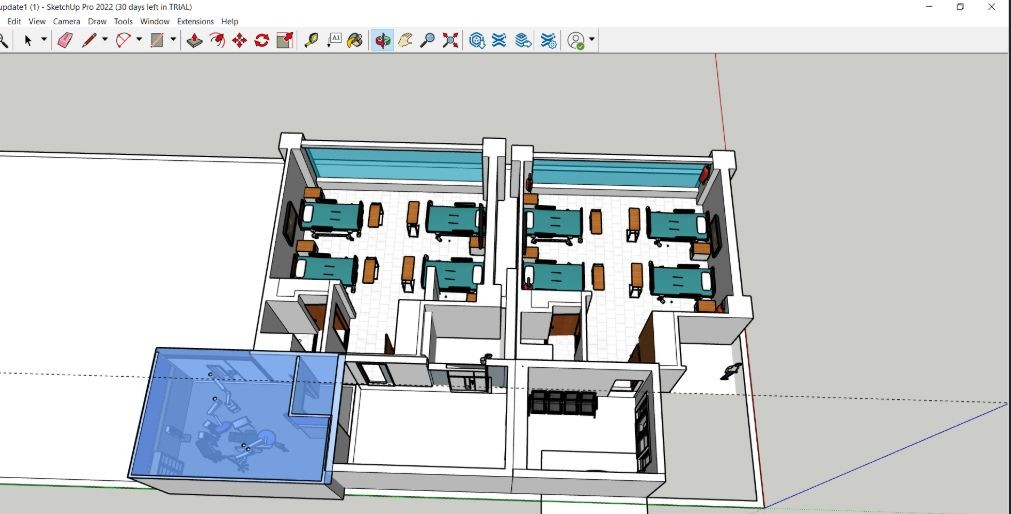 update1 (1) - SketchUp Pro 2022 (30 days left in TRIAL)
Edit View Camera Draw Tools Window Extensions Help
A1